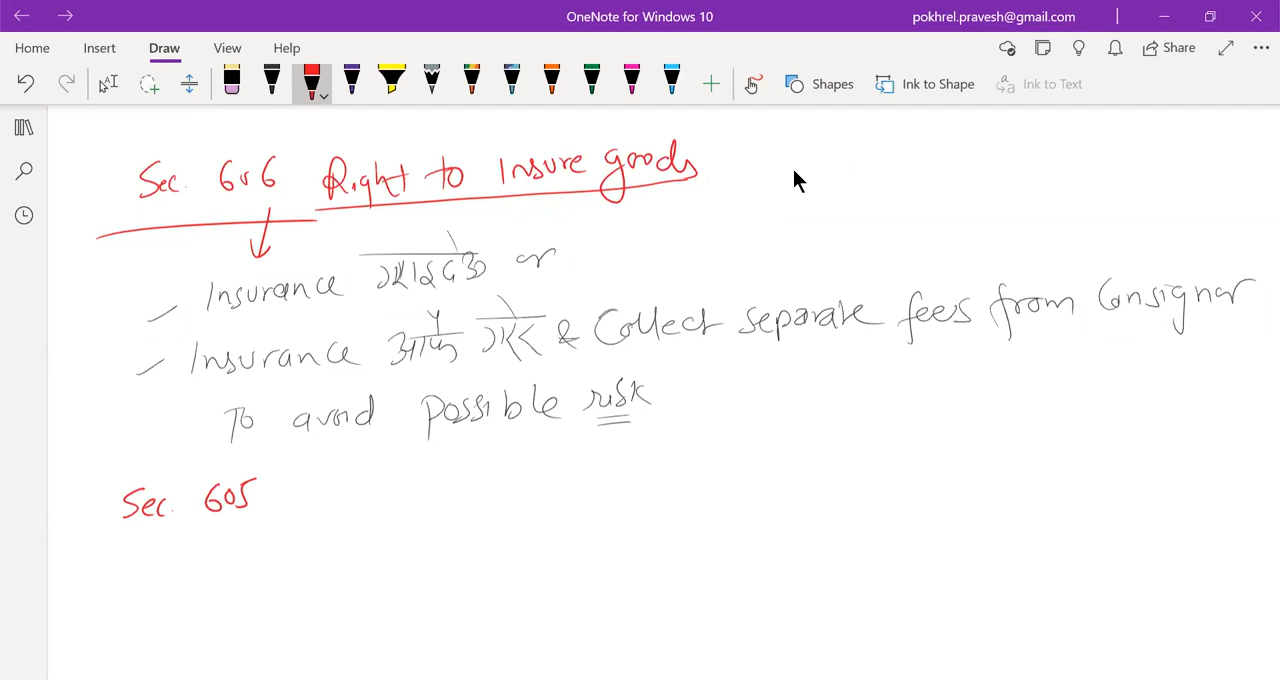 OneNote for Windows 10
pokhrel.pravesh@gmail.com
Home Insert Draw View Help
Share
Shapes Ink to Shape Ink to Text
Sec. 606 Right to Insure goods
Insurance or
Insurance & Collect separate fees from Consignor
To avoid possible risk
Sec. 605